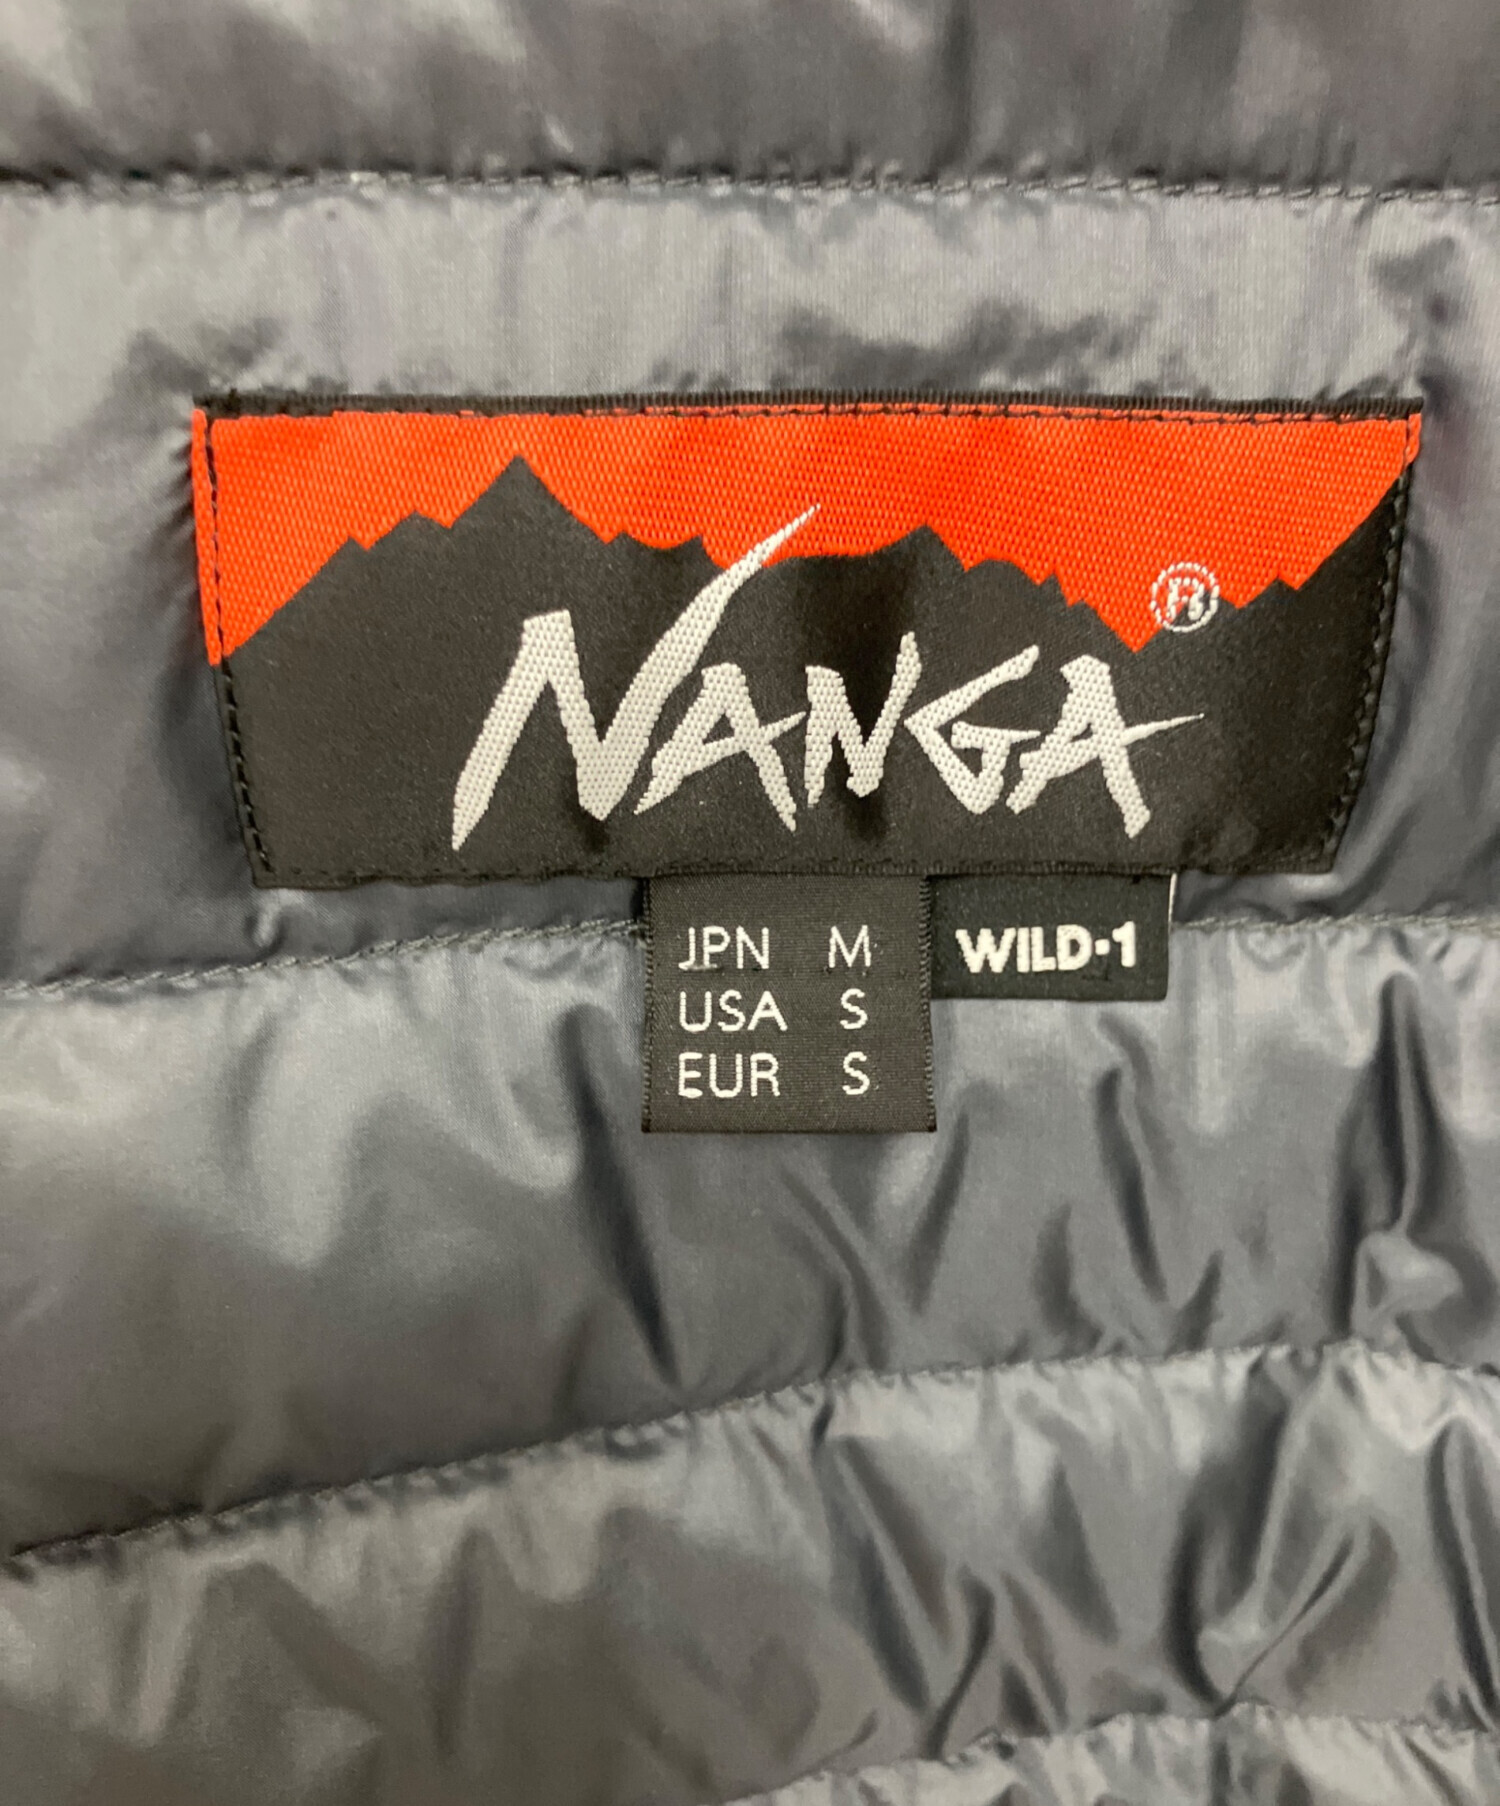 NANGA ®
JPN M
USA S
EUR S
WILD-1